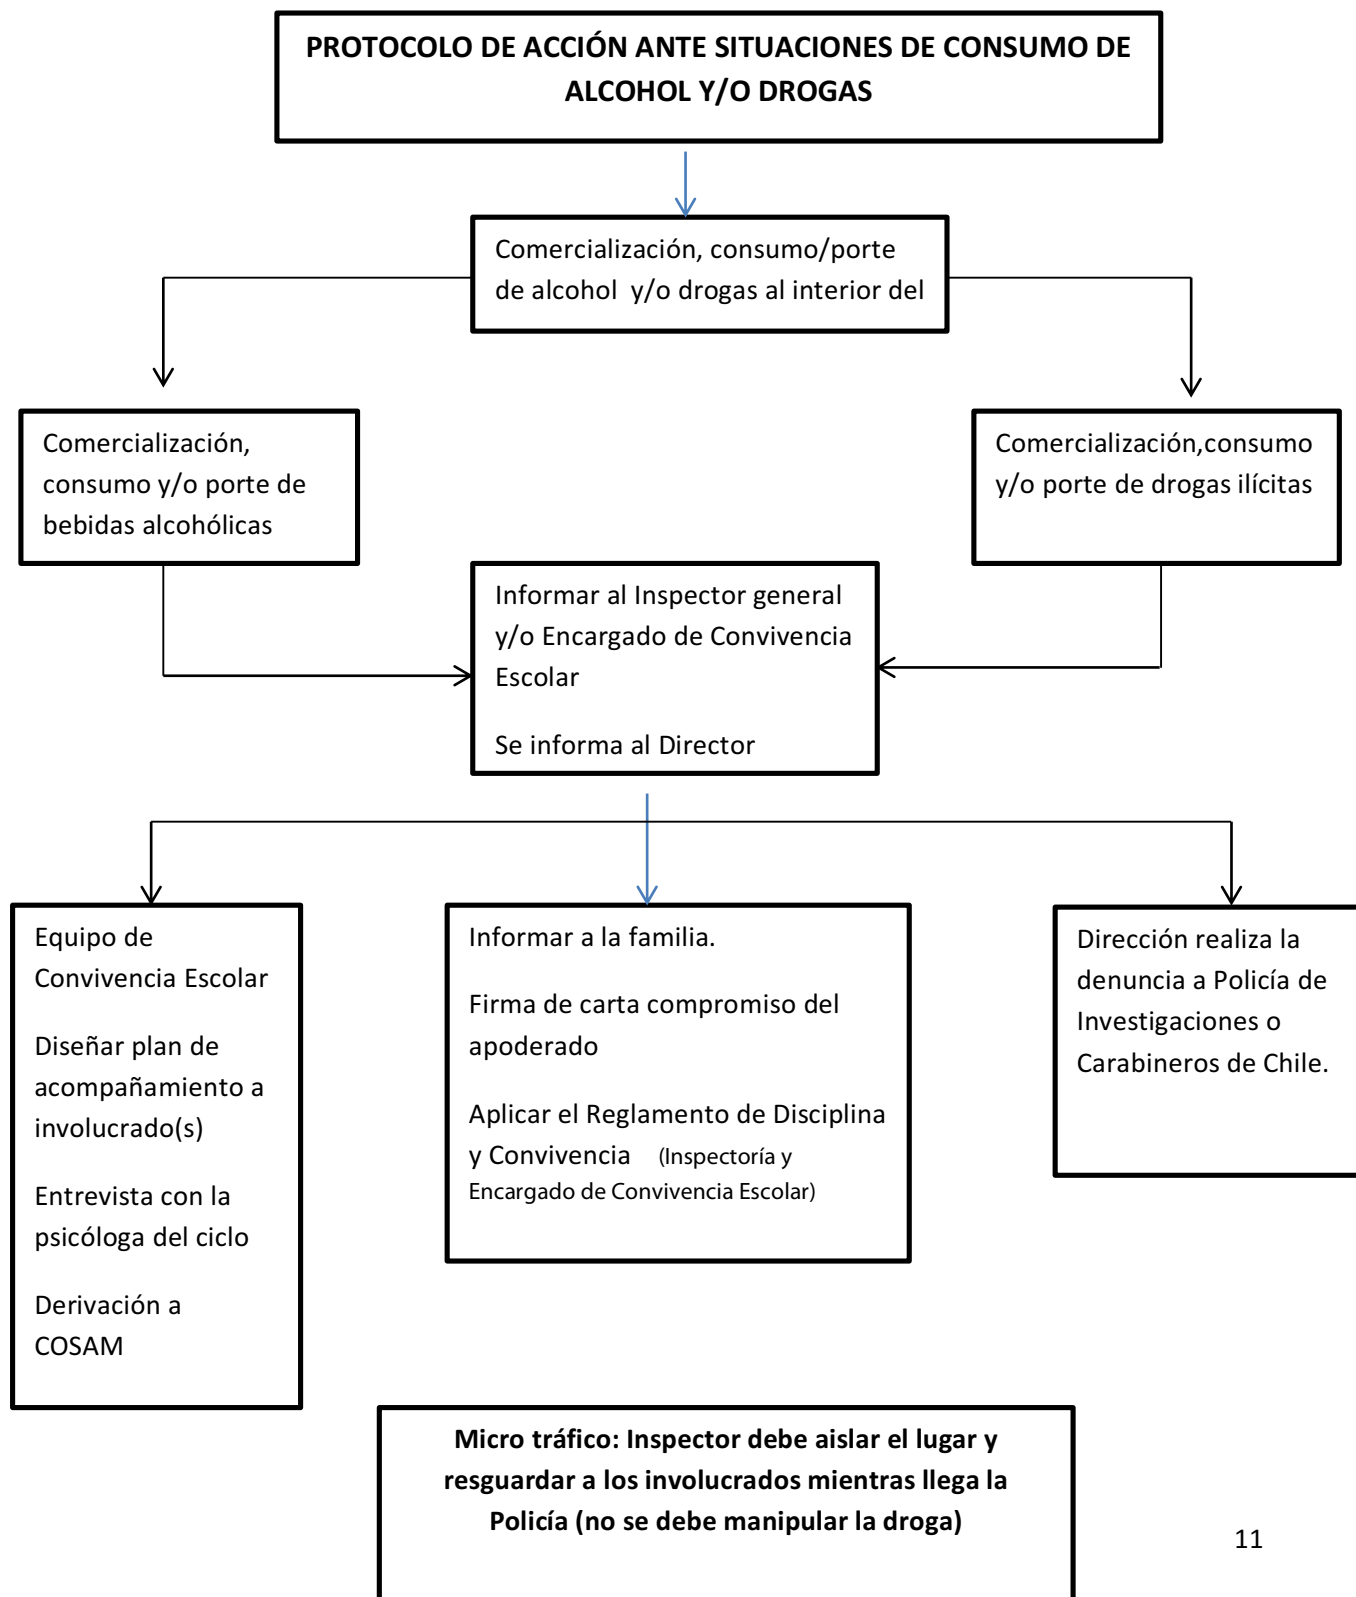 PROTOCOLO DE ACCIÓN ANTE SITUACIONES DE CONSUMO DE
ALCOHOL Y/O DROGAS
Comercialización, consumo/porte
de alcohol y/o drogas al interior del
Comercialización,
consumo y/o porte de
bebidas alcohólicas
Comercialización,consumo
y/o porte de drogas ilícitas
Informar al Inspector general
y/o Encargado de Convivencia
Escolar
Se informa al Director
Equipo de
Convivencia Escolar
Diseñar plan de
acompañamiento a
involucrado(s)
Entrevista con la
psicóloga del ciclo
Derivación a
COSAM
Informar a la familia.
Firma de carta compromiso del
apoderado
Aplicar el Reglamento de Disciplina
y Convivencia (Inspectoría y
Encargado de Convivencia Escolar)
Dirección realiza la
denuncia a Policía de
Investigaciones o
Carabineros de Chile.
Micro tráfico: Inspector debe aislar el lugar y
resguardar a los involucrados mientras llega la
Policía (no se debe manipular la droga)
11